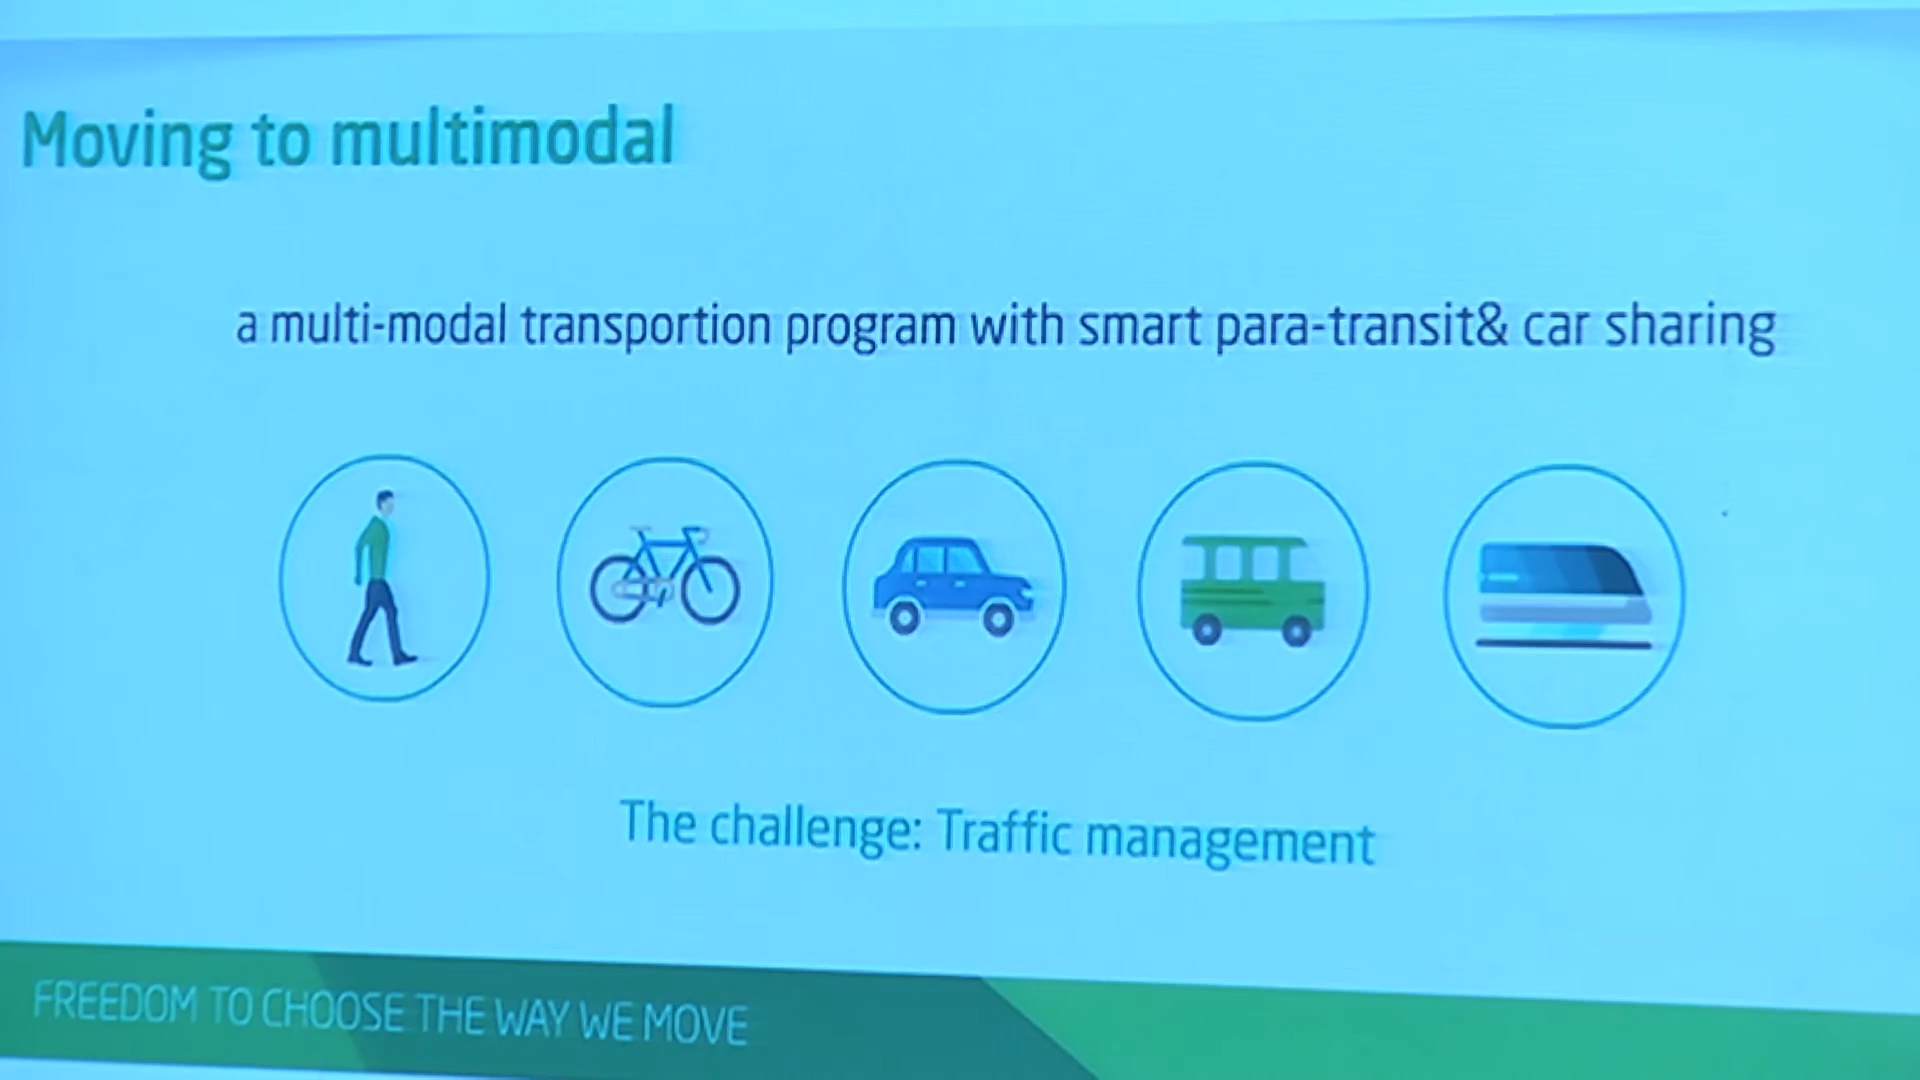 Moving to multimodal
a multi-modal transportion program with smart para-transit& car sharing
The challenge: Traffic management
FREEDOM TO CHOOSE THE WAY WE MOVE